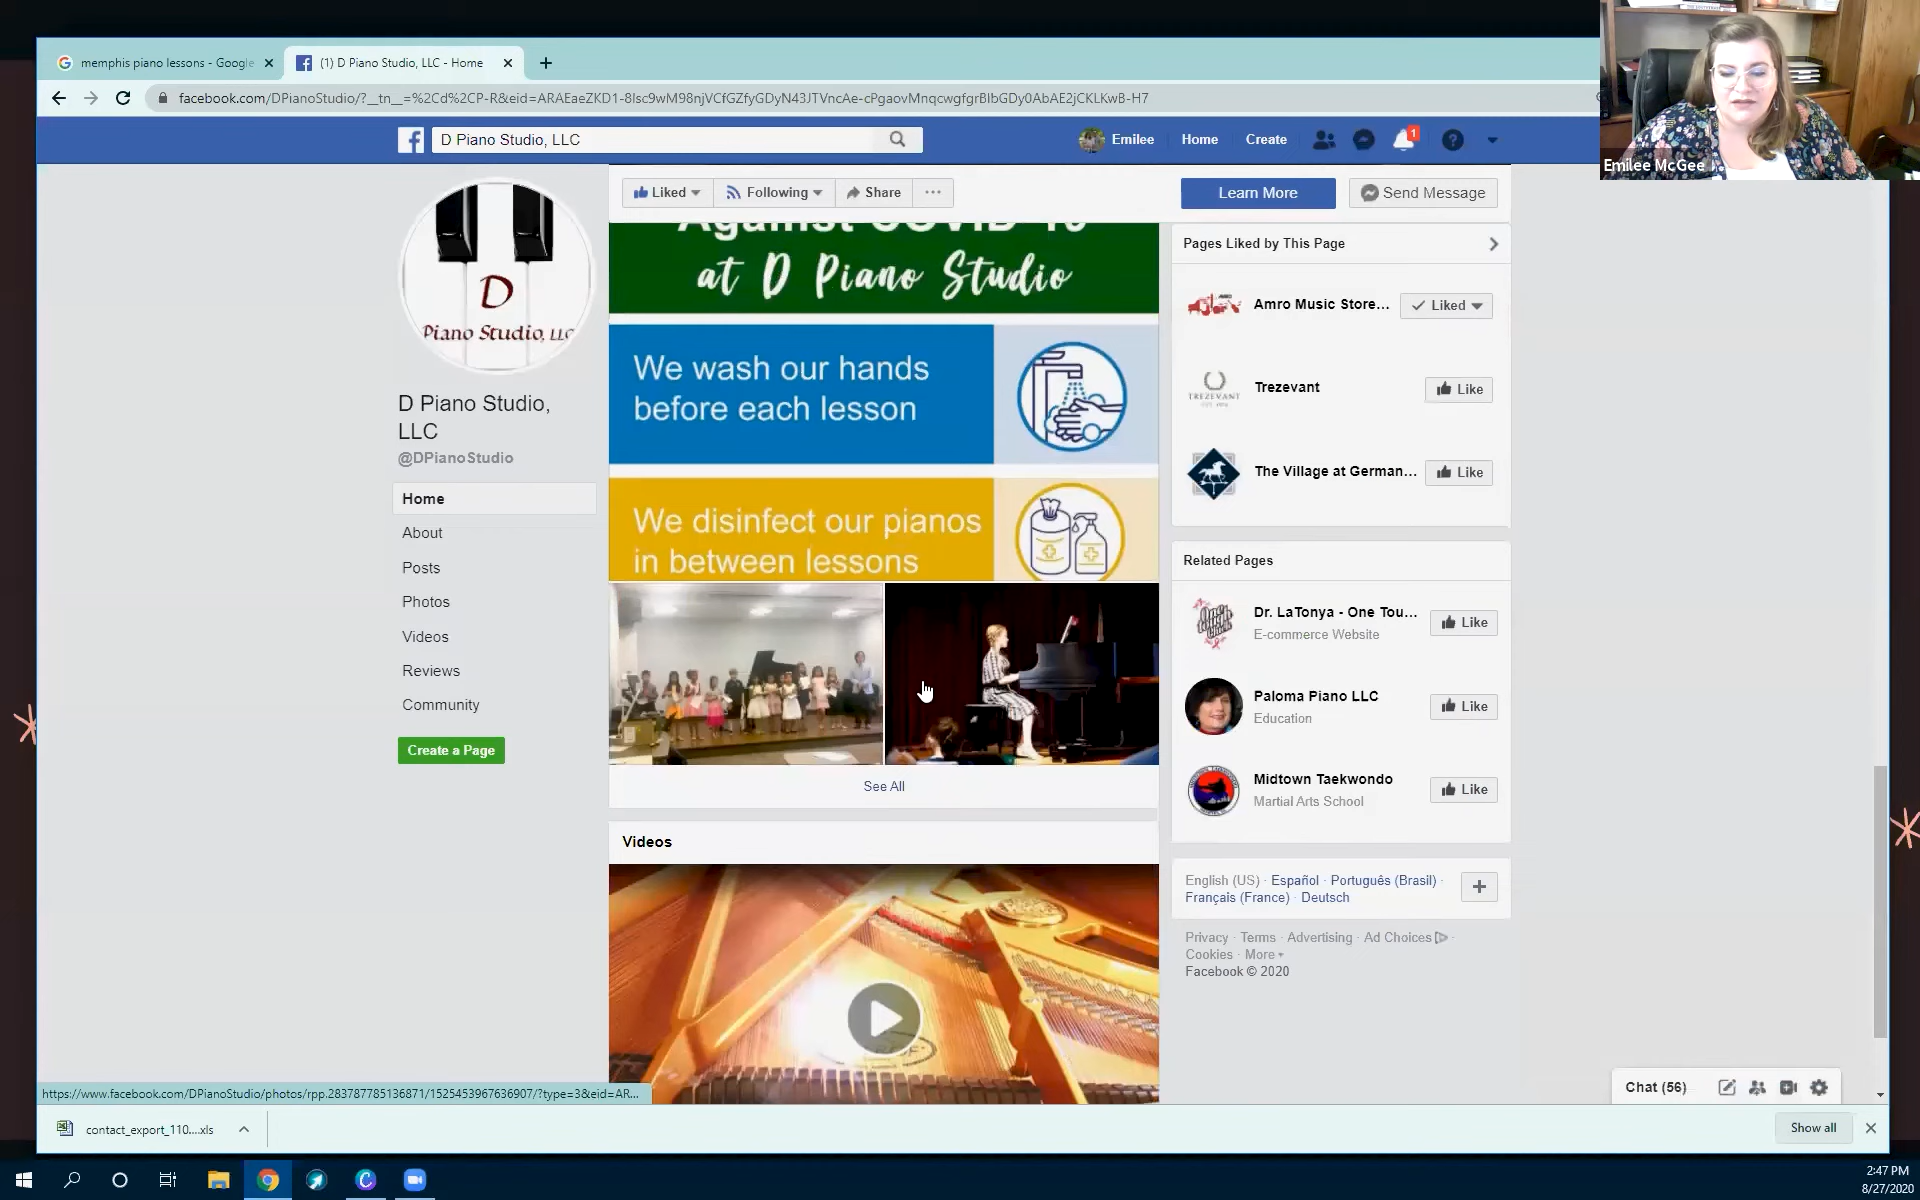 memphis piano lessons - Google
(1) D Piano Studio, LLC - Home
facebook.com/DPianoStudio/?__tn__=%2Cd%2CP-R&eid=ARAEaeZKD1-8lsc9wM98njVCfGZfyGDyN43JTVncAe-cPgaovMnqcwgfgrBlbGDy0AbAE2jCKLKwB-H7
Emilee McGee
D Piano Studio, LLC
Emilee
Home
Create
1
D
Piano Studio, LLC
D Piano Studio,
LLC
@DPianoStudio
Home
About
Posts
Photos
Videos
Reviews
Community
Create a Page
Liked
Following
Share
Learn More
Send Message
Against COVID-19
at D Piano Studio
We wash our hands
before each lesson
We disinfect our pianos
in between lessons
See All
Videos
Pages Liked by This Page
Amro Music Store...
Liked
TREZEVANT
Trezevant
Like
The Village at German...
Like
Related Pages
Dr. LaTonya - One Tou...
E-commerce Website
Like
Paloma Piano LLC
Education
Like
Midtown Taekwondo
Martial Arts School
Like
English (US) · Español · Português (Brasil) ·
Français (France) · Deutsch
Privacy · Terms · Advertising · Ad Choices ·
Cookies · More
Facebook © 2020
Chat (56)
https://www.facebook.com/DPianoStudio/photos/rpp.283787785136871/1525453967636907/?type=3&eid=AR...
contact_export_110....xls
Show all
2:47 PM
8/27/2020